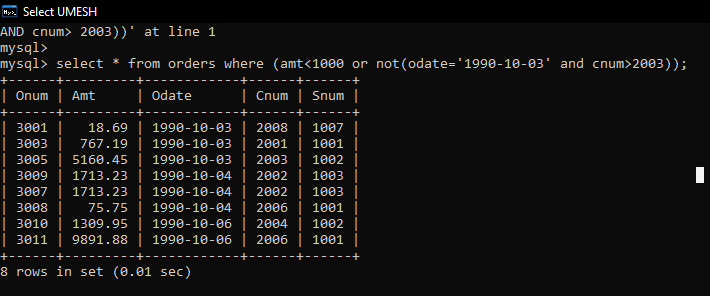 Select UMESH
AND cnum> 2003))' at line 1
mysql>
mysql> select * from orders where (amt<1000 or not(odate='1990-10-03' and cnum>2003));
+------+---------+------------+------+------+
| Onum | Amt     | Odate      | Cnum | Snum |
+------+---------+------------+------+------+
| 3001 |   18.69 | 1990-10-03 | 2008 | 1007 |
| 3003 |  767.19 | 1990-10-03 | 2001 | 1001 |
| 3005 | 5160.45 | 1990-10-03 | 2003 | 1002 |
| 3009 | 1713.23 | 1990-10-04 | 2002 | 1003 |
| 3007 | 1713.23 | 1990-10-04 | 2002 | 1003 |
| 3008 |   75.75 | 1990-10-04 | 2006 | 1001 |
| 3010 | 1309.95 | 1990-10-06 | 2004 | 1002 |
| 3011 | 9891.88 | 1990-10-06 | 2006 | 1001 |
+------+---------+------------+------+------+
8 rows in set (0.01 sec)